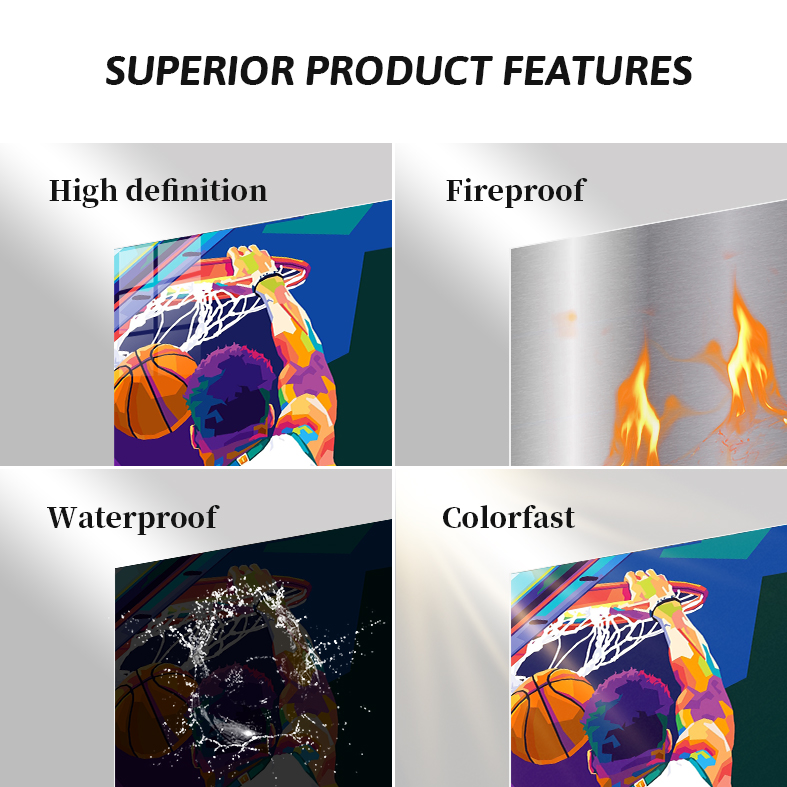 SUPERIOR PRODUCT FEATURES
High definition
Fireproof
Waterproof
Colorfast